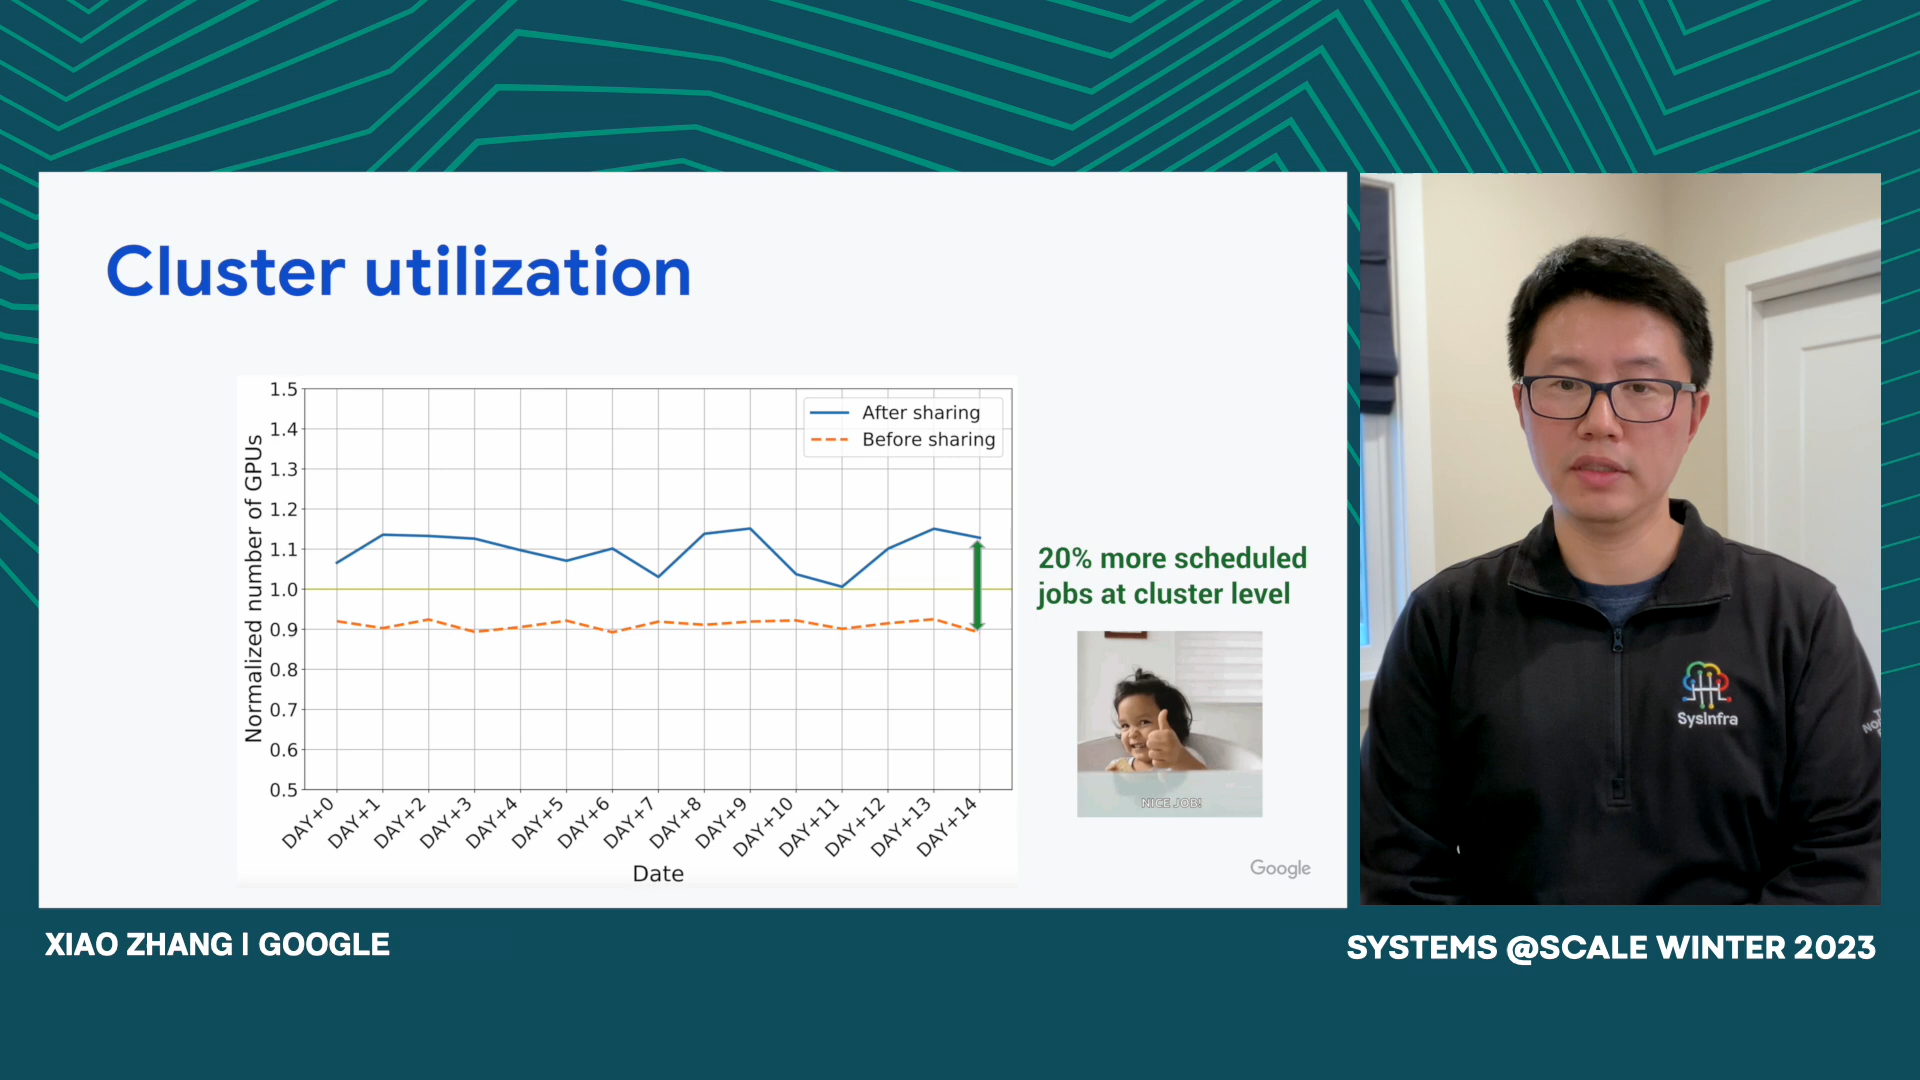 Cluster utilization
1.5
1.4
1.3
1.2
1.1
1.0
0.9
0.8
0.7
0.6
0.5
Normalized number of GPUs
After sharing
Before sharing
DAY+0
DAY+1
DAY+2
DAY+3
DAY+4
DAY+5
DAY+6
DAY+7
DAY+8
DAY+9
DAY+10
DAY+11
DAY+12
DAY+13
DAY+14
Date
20% more scheduled
jobs at cluster level
NICE JOB!
Google
SysInfra
XIAO ZHANG | GOOGLE
SYSTEMS @SCALE WINTER 2023